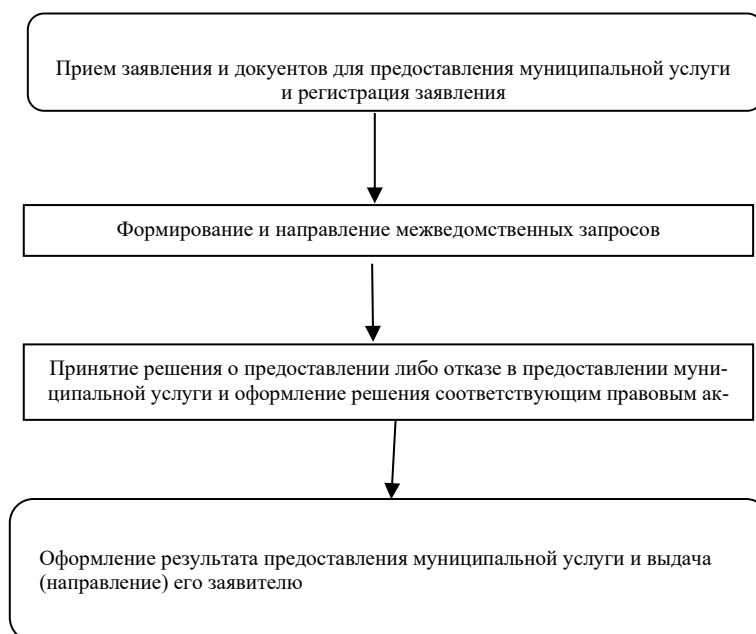 Прием заявления и докуентов для предоставления муниципальной услуги
и регистрация заявления
Формирование и направление межведомственных запросов
Принятие решения о предоставлении либо отказе в предоставлении муни-
ципальной услуги и оформление решения соответствующим правовым ак-
Оформление результата предоставления муниципальной услуги и выдача
(направление) его заявителю